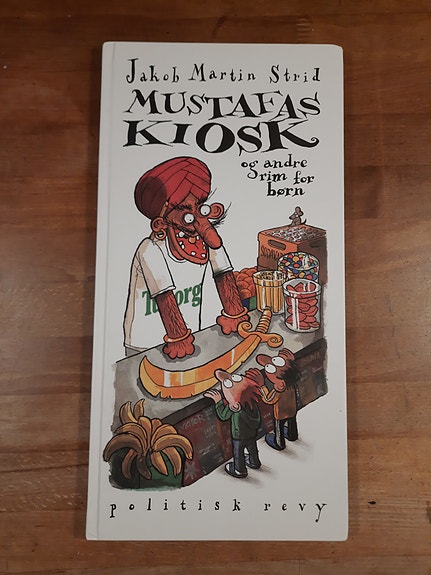 Jakob Martin Strid
MUSTAFAS
KIOSK
og andre
rim for
børn
Tuborg
politisk revy